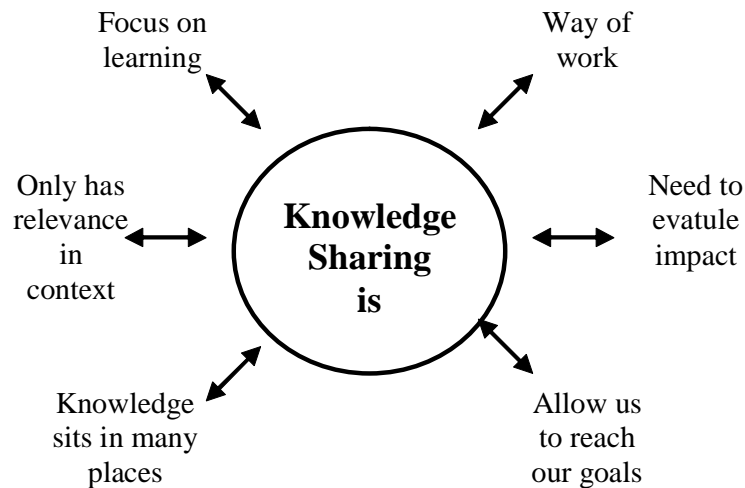 Focus on
learning
Way of
work
Only has
relevance
in
context
Knowledge
Sharing
is
Need to
evatule
impact
Knowledge
sits in many
places
Allow us
to reach
our goals